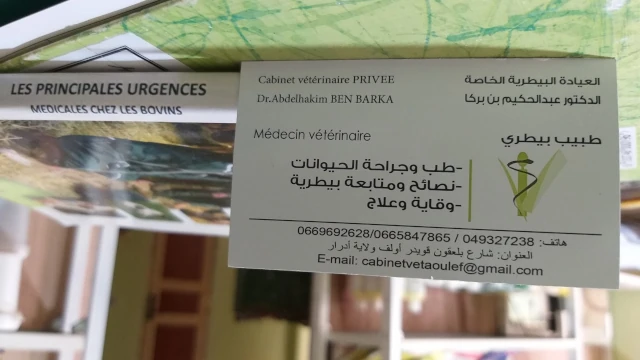 LES PRINCIPALES URGENCES
MEDICALES CHEZ LES BOVINS
Cabinet vétérinaire PRIVEE
العيادة البيطرية الخاصة
Dr.Abdelhakim BEN BARKA
الدكتور عبدالحكيم بن بركا
Médecin vétérinaire
طبيب بيطري
-طب وجراحة الحيوانات
-نصائح ومتابعة بيطرية
-وقاية وعلاج
هاتف: 049327238 / 0669692628/0665847865
العنوان: شارع بلعقون قويدر أولف ولاية أدرار
E-mail: cabinetvetaoulef@gmail.com